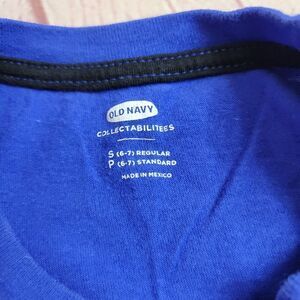 OLD NAVY
COLLECTABILITEES
S (6-7) REGULAR
P (6-7) STANDARD
MADE IN MEXICO